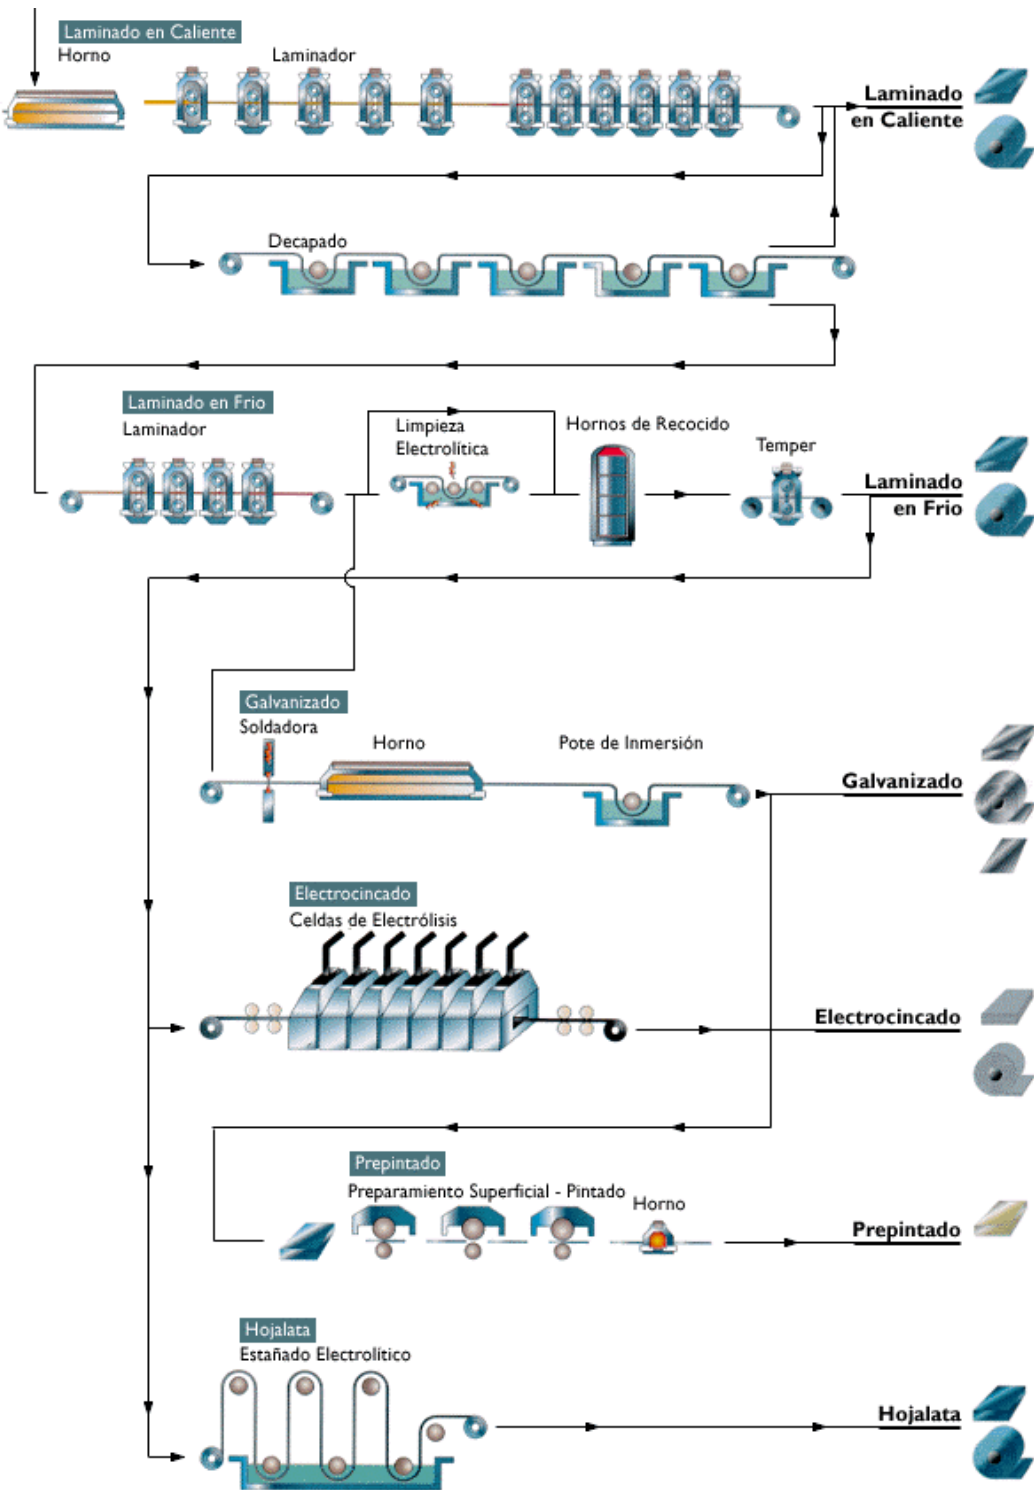 Laminado en Caliente
Horno
Laminador
Laminado
en Caliente
Decapado
Laminado en Frio
Laminador
Limpieza
Electrolítica
Hornos de Recocido
Temper
Laminado
en Frio
Galvanizado
Soldadora
Horno
Pote de Inmersión
Galvanizado
Electrocincado
Celdas de Electrólisis
Electrocincado
Prepintado
Preparamiento Superficial - Pintado
Horno
Prepintado
Hojalata
Estañado Electrolítico
Hojalata